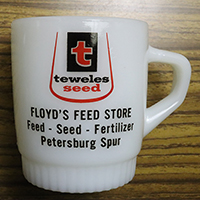 t
teweles
seed
FLOYD'S FEED STORE
Feed - Seed - Fertilizer
Petersburg Spur